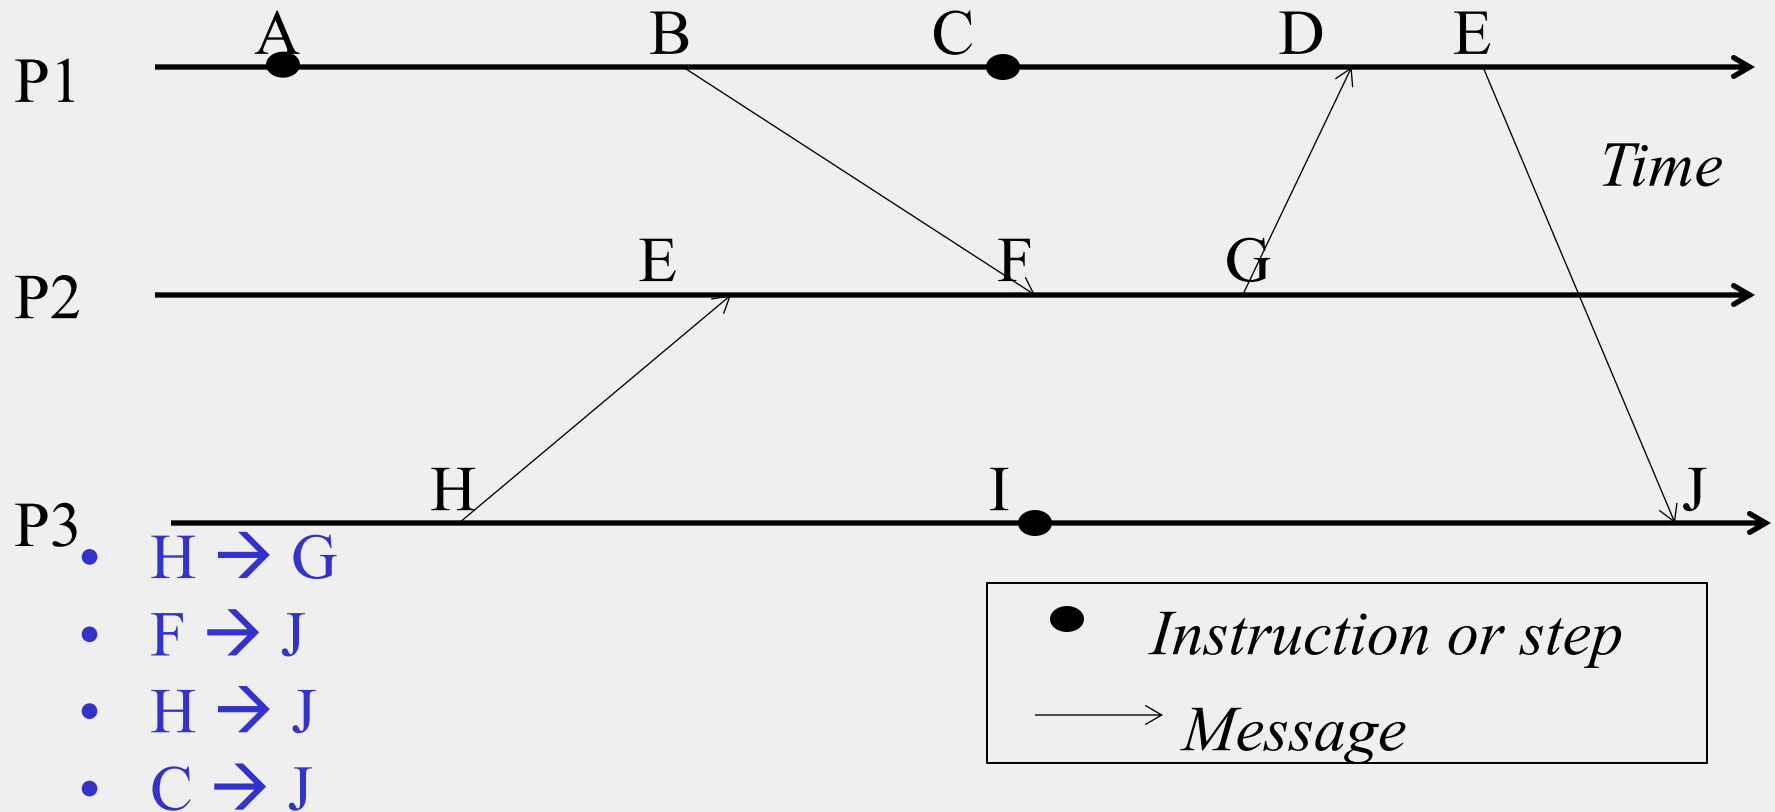 A B C D E
P1
Time
E F G
P2
H I J
P3
• H → G
• F → J
• H → J
• C → J
Instruction or step
Message